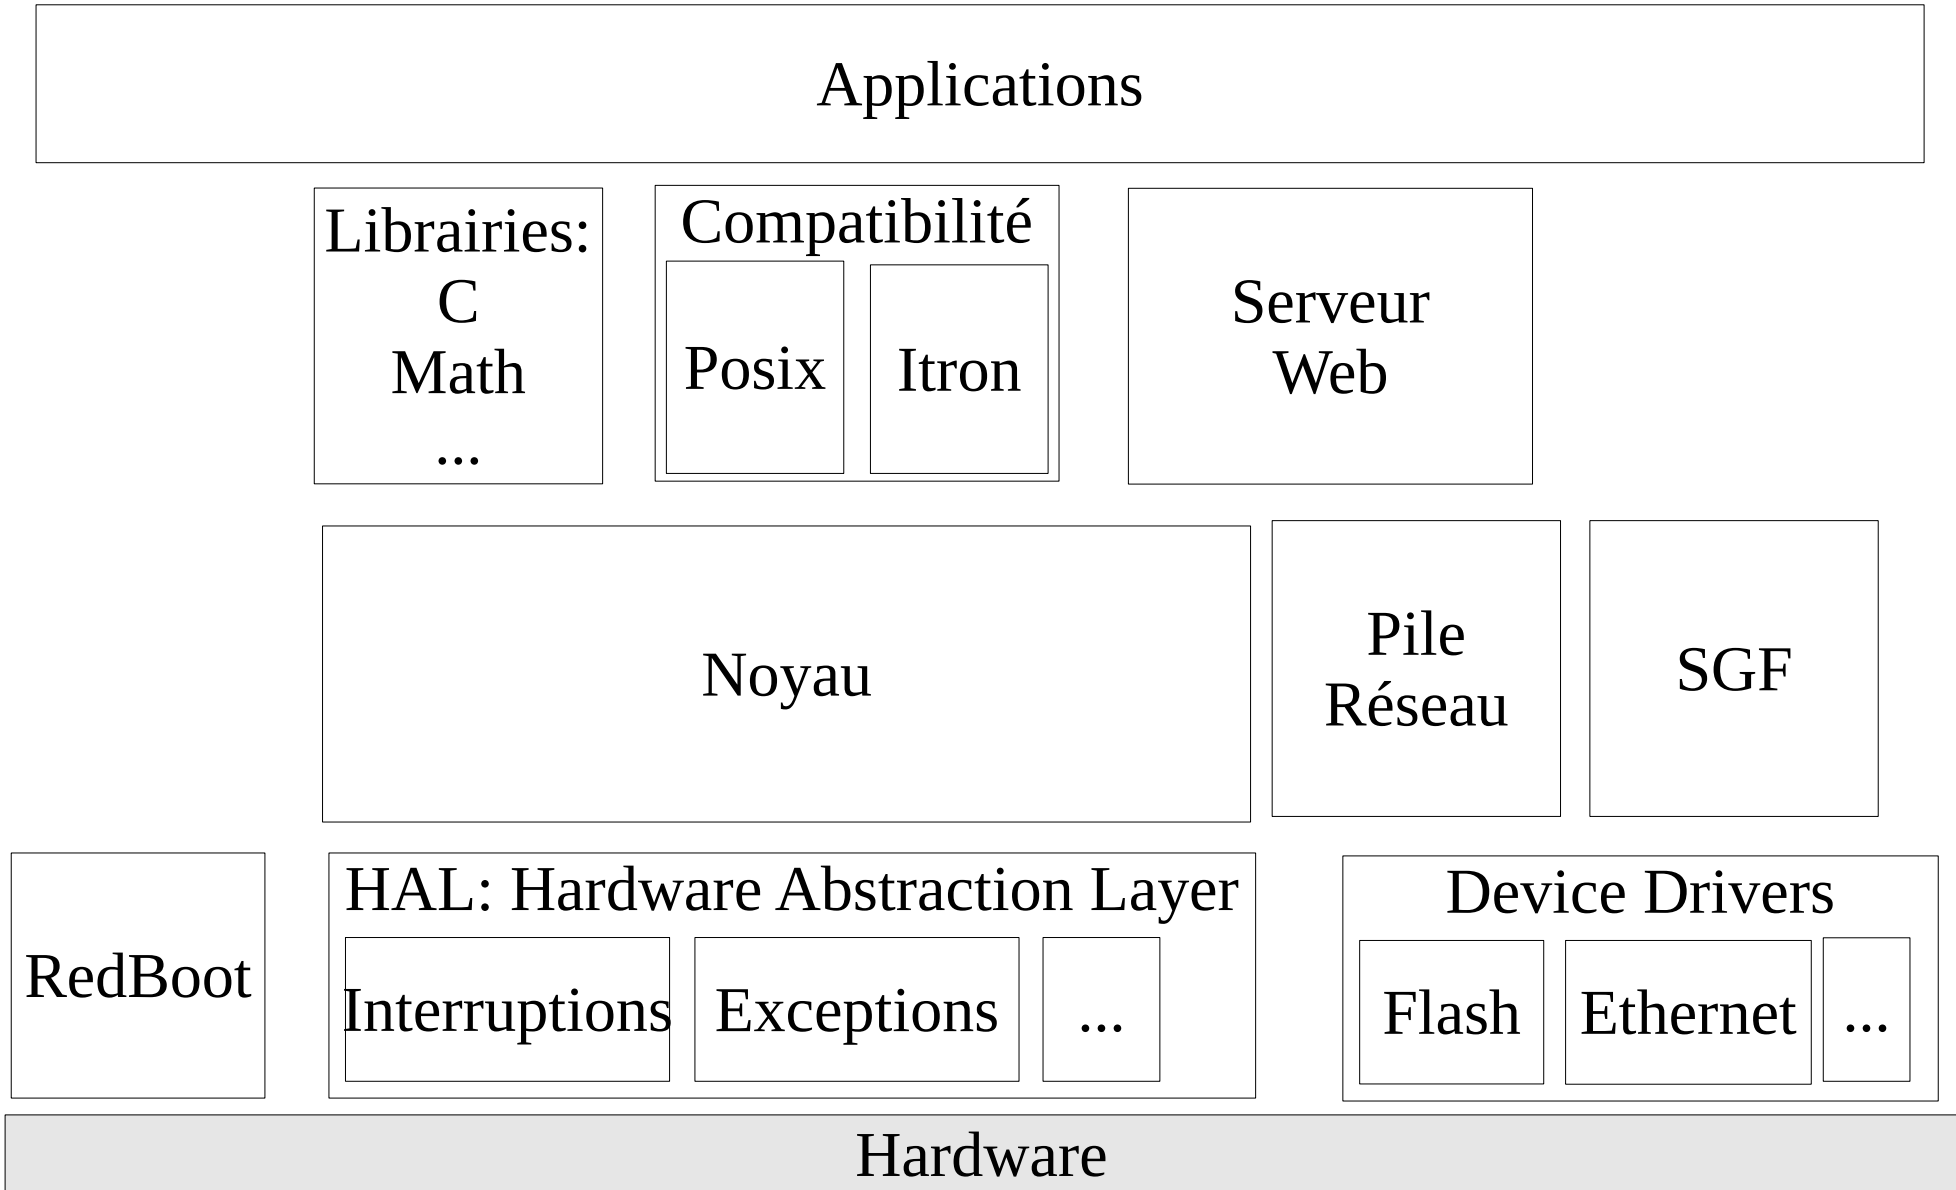 Applications
Librairies:
C
Math
...
Compatibilité
Posix
Itron
Serveur
Web
Noyau
Pile
Réseau
SGF
RedBoot
HAL: Hardware Abstraction Layer
Interruptions
Exceptions
...
Device Drivers
Flash
Ethernet
...
Hardware